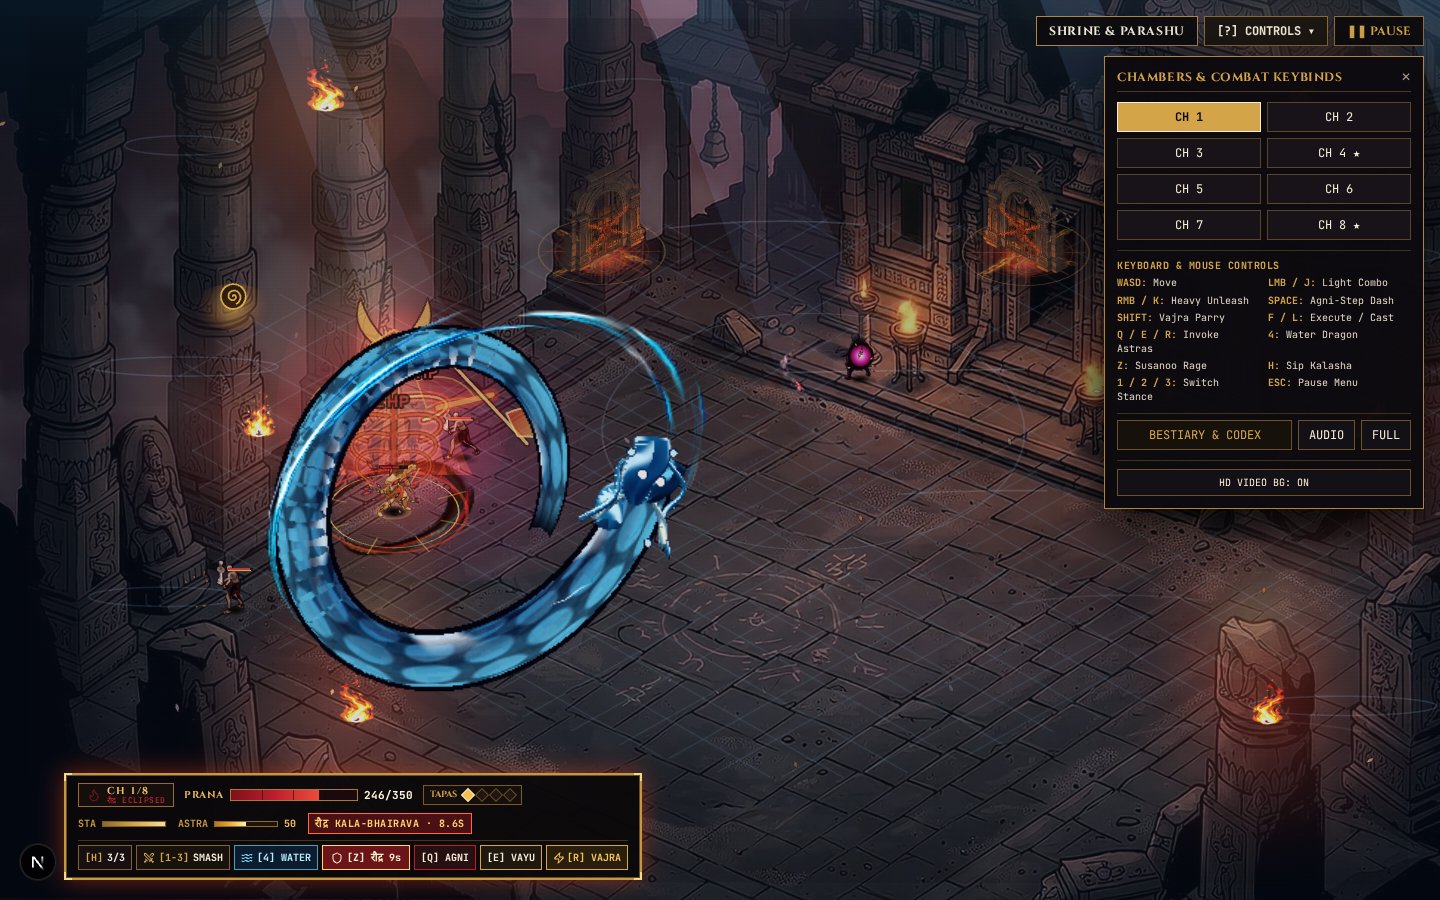 SHRINE & PARASHU
[?] CONTROLS ▾
❚❚ PAUSE
CHAMBERS & COMBAT KEYBINDS ✕
CH 1
CH 2
CH 3
CH 4 ★
CH 5
CH 6
CH 7
CH 8 ★
KEYBOARD & MOUSE CONTROLS
WASD: Move
LMB / J: Light Combo
RMB / K: Heavy Unleash
SPACE: Agni-Step Dash
SHIFT: Vajra Parry
F / L: Execute / Cast
Q / E / R: Invoke
Astras
4: Water Dragon
Z: Susanoo Rage
H: Sip Kalasha
1 / 2 / 3: Switch
Stance
ESC: Pause Menu
BESTIARY & CODEX
AUDIO
FULL
HD VIDEO BG: ON
HP
CH 1/8
ECLIPSED
PRANA
246/350
TAPAS
STA
ASTRA
50
रौद्र KALA-BHAIRAVA · 8.6S
[H] 3/3
[1-3] SMASH
[4] WATER
[Z] रौद्र 9s
[Q] AGNI
[E] VAYU
[R] VAJRA
N